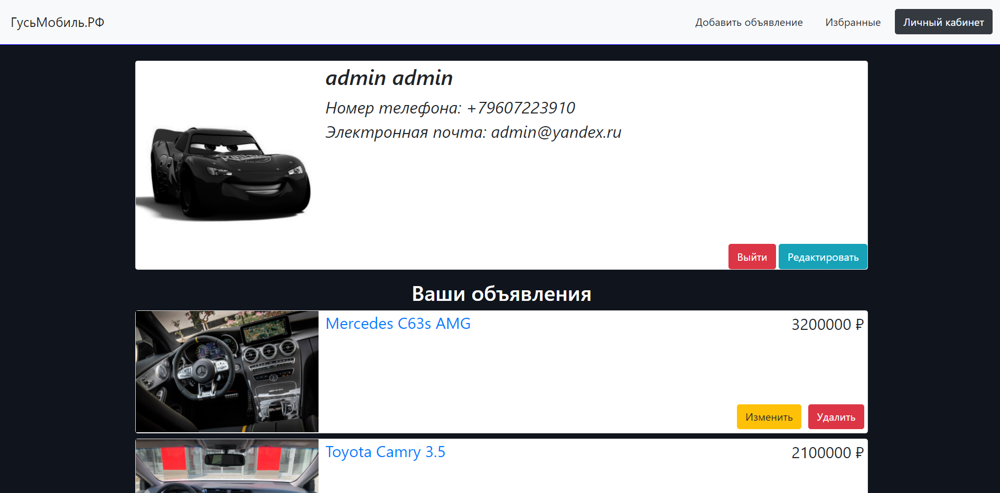 ГусьМобиль.РФ
Добавить объявление
Избранные
Личный кабинет
admin admin
Номер телефона: +79607223910
Электронная почта: admin@yandex.ru
Выйти
Редактировать
Ваши объявления
Mercedes C63s AMG
3200000 ₽
Изменить
Удалить
Toyota Camry 3.5
2100000 ₽